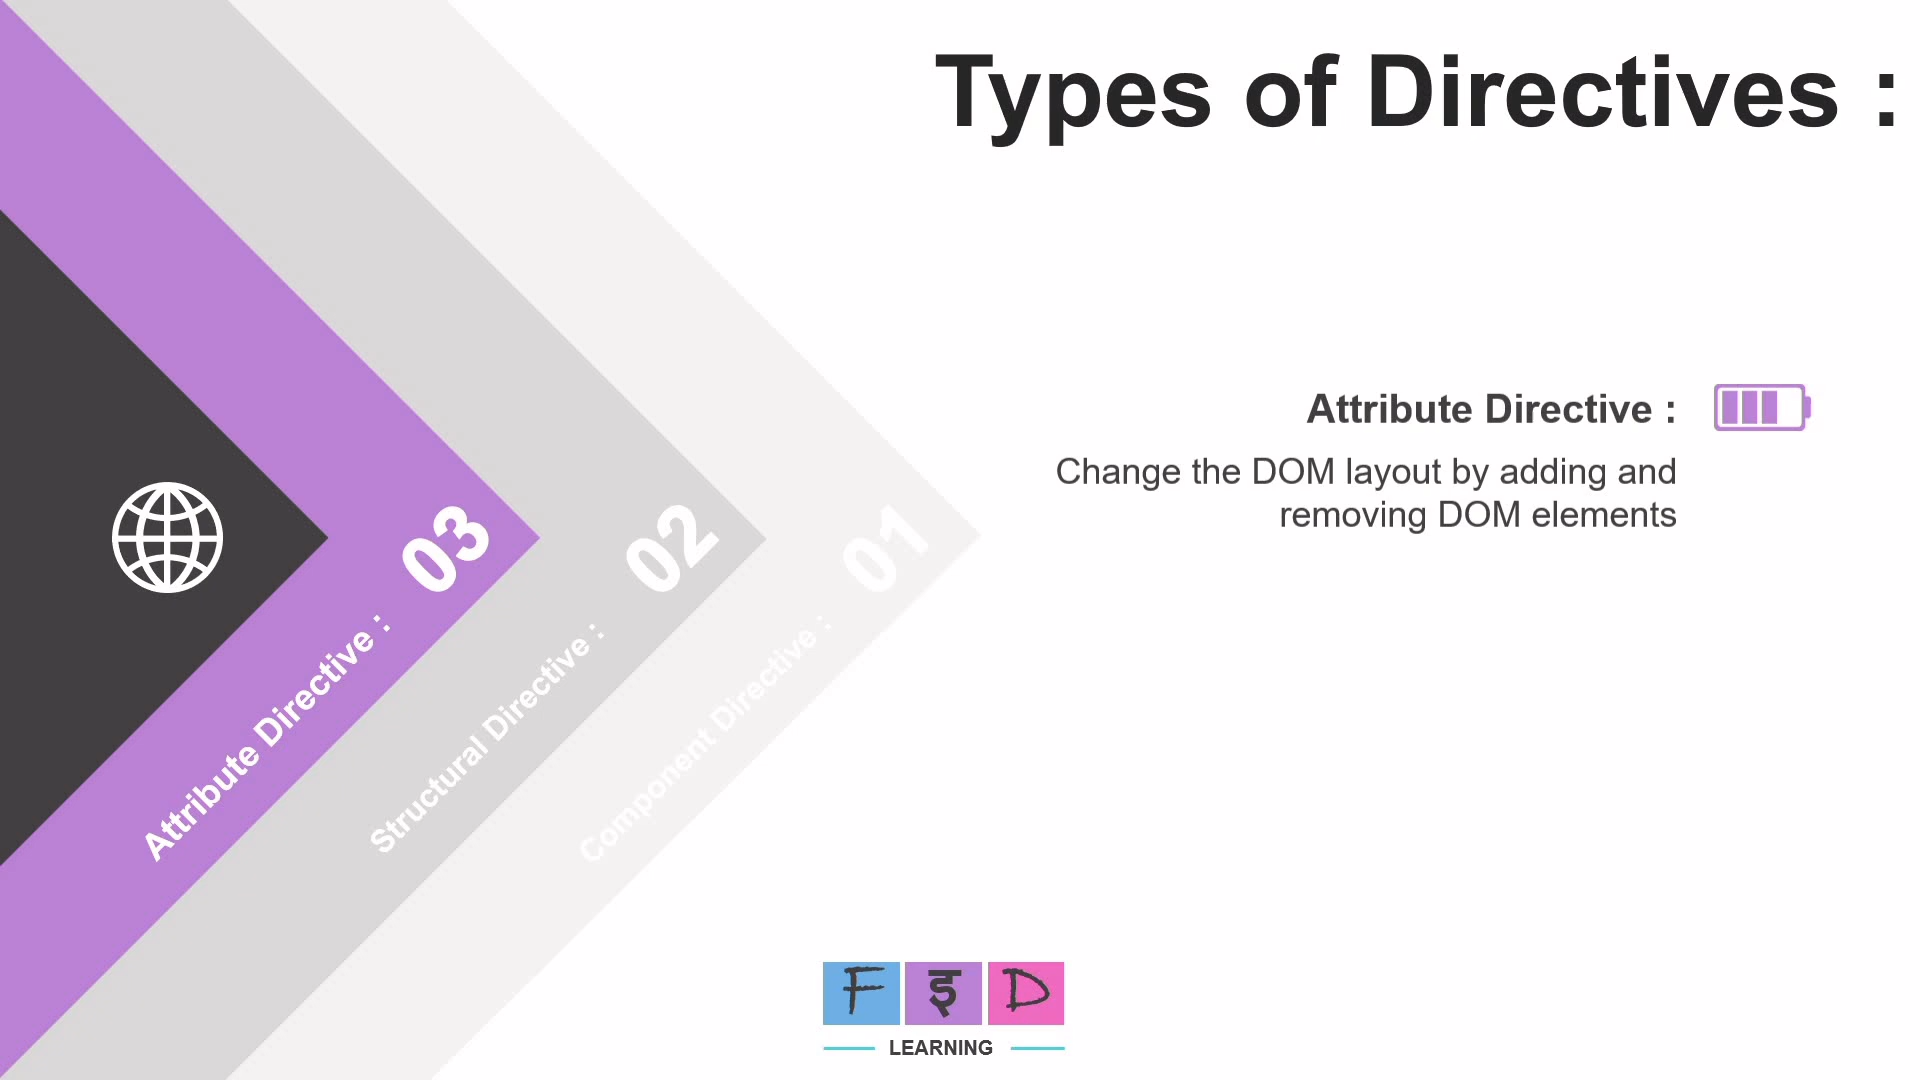 Types of Directives :
Attribute Directive :
Change the DOM layout by adding and
removing DOM elements
03
Attribute Directive :
02
Structural Directive :
01
Component Directive :
F इ D
LEARNING